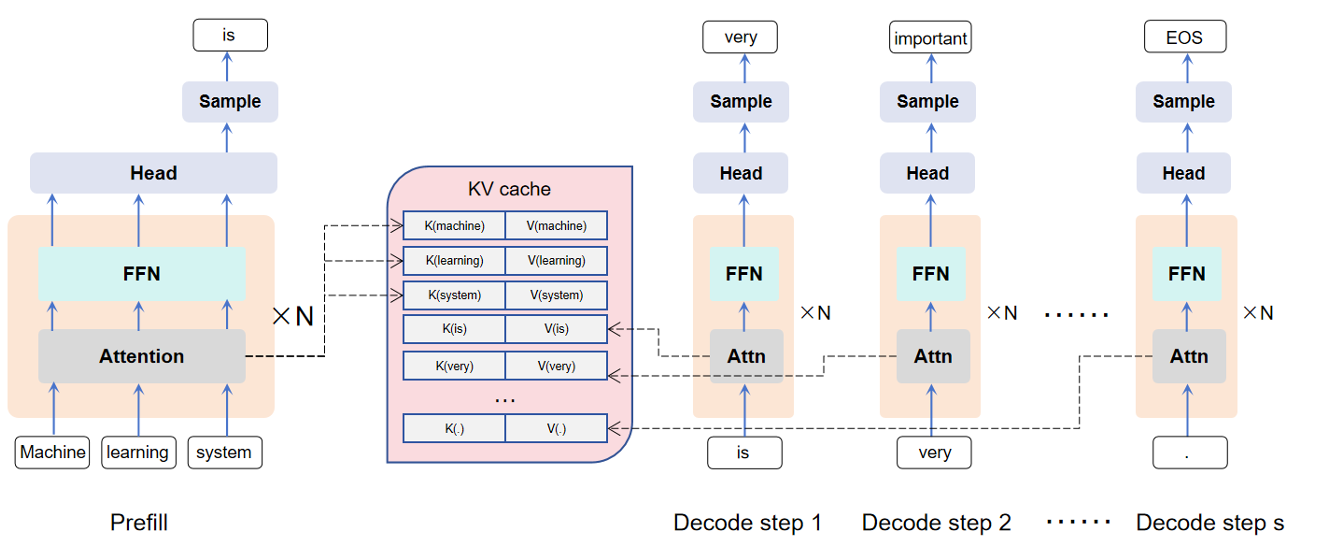 is
Sample
Head
FFN
Attention
×N
Machine
learning
system
Prefill
KV cache
K(machine) V(machine)
K(learning) V(learning)
K(system) V(system)
K(is) V(is)
K(very) V(very)
...
K(.) V(.)
very
Sample
Head
FFN
Attn
×N
is
Decode step 1
important
Sample
Head
FFN
Attn
×N
very
Decode step 2
......
......
EOS
Sample
Head
FFN
Attn
×N
.
Decode step s